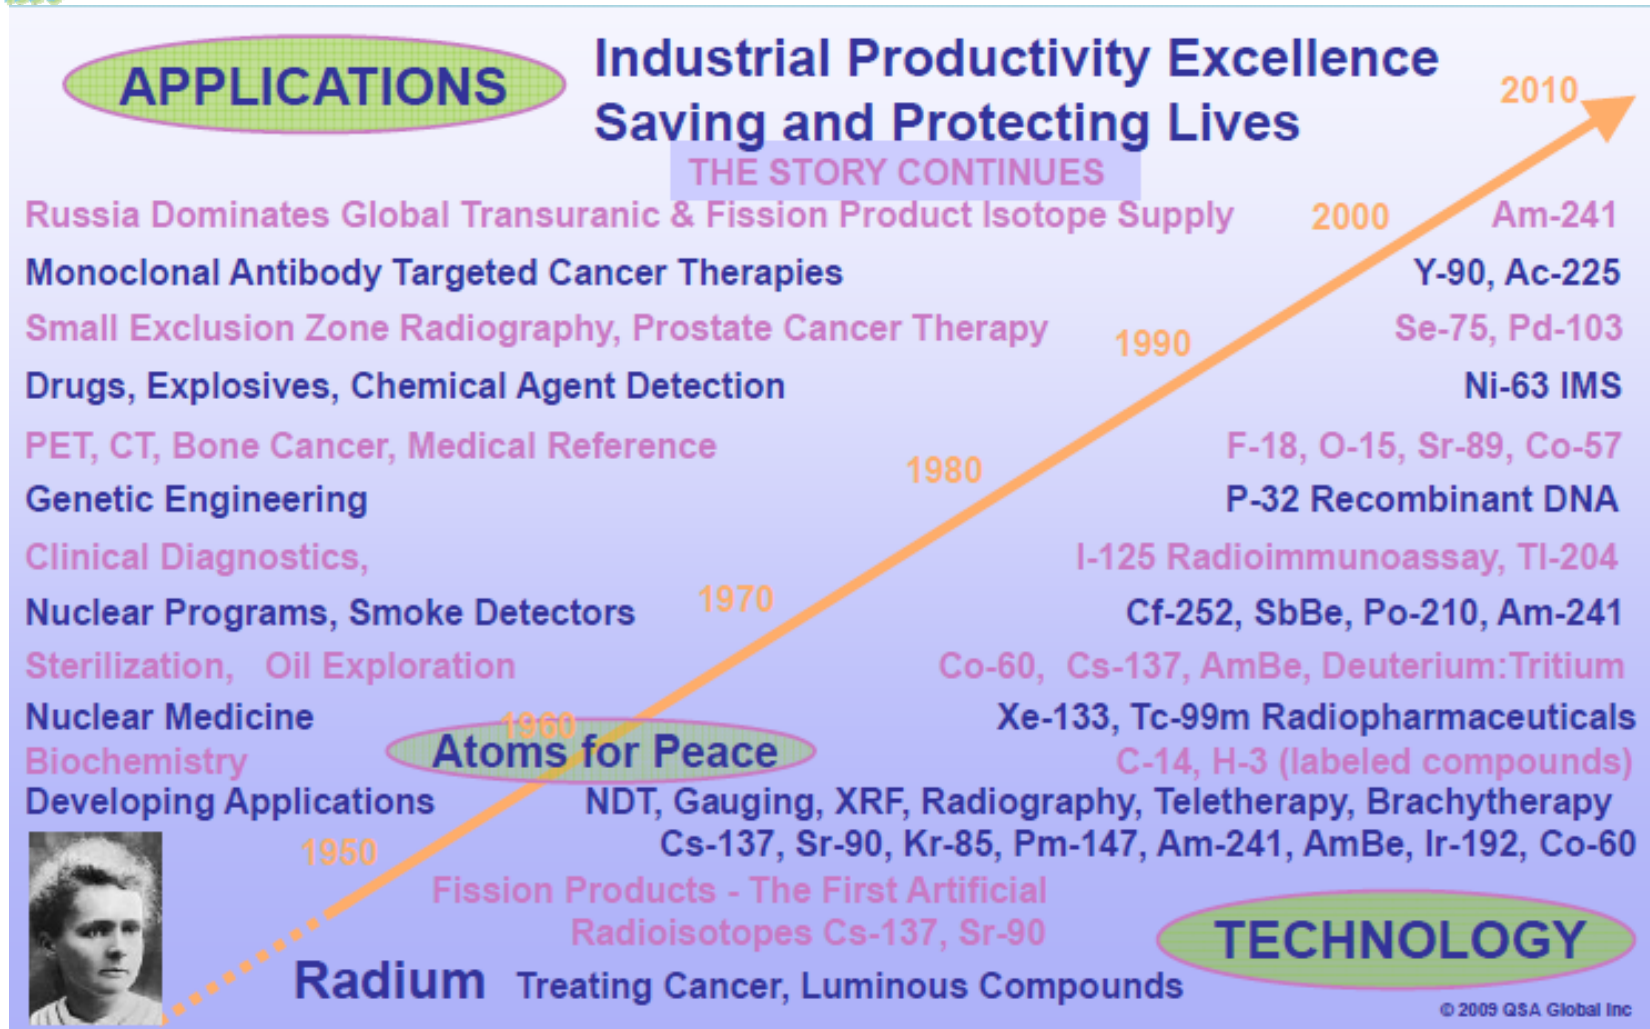 APPLICATIONS
Industrial Productivity Excellence
Saving and Protecting Lives
2010
THE STORY CONTINUES
Russia Dominates Global Transuranic & Fission Product Isotope Supply 2000 Am-241
Monoclonal Antibody Targeted Cancer Therapies Y-90, Ac-225
Small Exclusion Zone Radiography, Prostate Cancer Therapy 1990 Se-75, Pd-103
Drugs, Explosives, Chemical Agent Detection Ni-63 IMS
PET, CT, Bone Cancer, Medical Reference F-18, O-15, Sr-89, Co-57
1980
Genetic Engineering P-32 Recombinant DNA
Clinical Diagnostics, I-125 Radioimmunoassay, Tl-204
1970
Nuclear Programs, Smoke Detectors Cf-252, SbBe, Po-210, Am-241
Sterilization, Oil Exploration Co-60, Cs-137, AmBe, Deuterium:Tritium
Nuclear Medicine 1960 Xe-133, Tc-99m Radiopharmaceuticals
Atoms for Peace
Biochemistry C-14, H-3 (labeled compounds)
Developing Applications NDT, Gauging, XRF, Radiography, Teletherapy, Brachytherapy
1950 Cs-137, Sr-90, Kr-85, Pm-147, Am-241, AmBe, Ir-192, Co-60
Fission Products - The First Artificial
Radioisotopes Cs-137, Sr-90
TECHNOLOGY
Radium Treating Cancer, Luminous Compounds
© 2009 QSA Global Inc